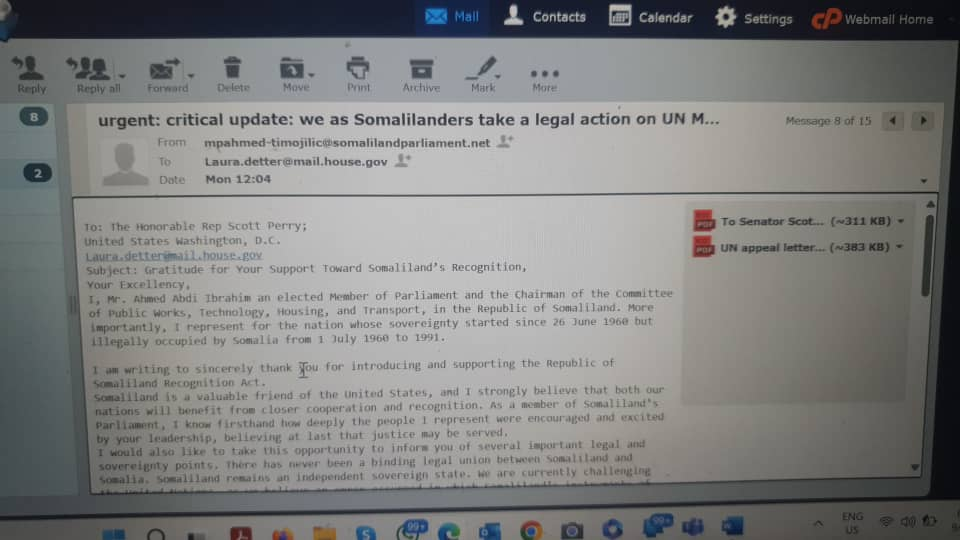 Mail
Contacts
Calendar
Settings
cP Webmail Home
Reply
Reply all
Forward
Delete
Move
Print
Archive
Mark
More
8
2
urgent: critical update: we as Somalilanders take a legal action on UN M...
Message 8 of 15
From mpahmed-timojilic@somalilandparliament.net
To Laura.detter@mail.house.gov
Date Mon 12:04
To: The Honorable Rep Scott Perry;
United States Washington, D.C.
Laura.detter@mail.house.gov
Subject: Gratitude for Your Support Toward Somaliland's Recognition,
Your Excellency,
I, Mr. Ahmed Abdi Ibrahim an elected Member of Parliament and the Chairman of the Committee
of Public Works, Technology, Housing, and Transport, in the Republic of Somaliland. More
importantly, I represent for the nation whose sovereignty started since 26 June 1960 but
illegally occupied by Somalia from 1 July 1960 to 1991.
I am writing to sincerely thank you for introducing and supporting the Republic of
Somaliland Recognition Act.
Somaliland is a valuable friend of the United States, and I strongly believe that both our
nations will benefit from closer cooperation and recognition. As a member of Somaliland's
Parliament, I know firsthand how deeply the people I represent were encouraged and excited
by your leadership, believing at last that justice may be served.
I would also like to take this opportunity to inform you of several important legal and
sovereignty points. There has never been a binding legal union between Somaliland and
Somalia. Somaliland remains an independent sovereign state. We are currently challenging
PDF To Senator Scot... (~311 KB)
PDF UN appeal letter... (~383 KB)
99+
99+
ENG
US